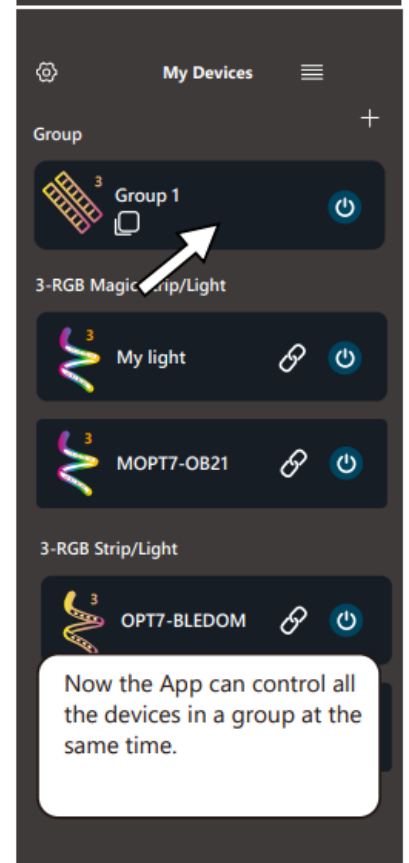 My Devices
Group
3
Group 1
3-RGB Magic Strip/Light
3
My light
3
MOPT7-OB21
3-RGB Strip/Light
3
OPT7-BLEDOM
Now the App can control all
the devices in a group at the
same time.